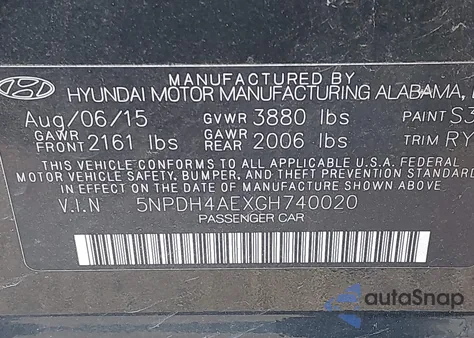 MANUFACTURED BY
HYUNDAI MOTOR MANUFACTURING ALABAMA,
Aug/06/15 GVWR 3880 lbs PAINT S3
GAWR FRONT 2161 lbs GAWR REAR 2006 lbs TRIM RY
THIS VEHICLE CONFORMS TO ALL APPLICABLE U.S.A. FEDERAL
MOTOR VEHICLE SAFETY, BUMPER, AND THEFT PREVENTION STANDARD
IN EFFECT ON THE DATE OF MANUFACTURE SHOWN ABOVE.
V.I.N 5NPDH4AEXGH740020
PASSENGER CAR
autoSnap